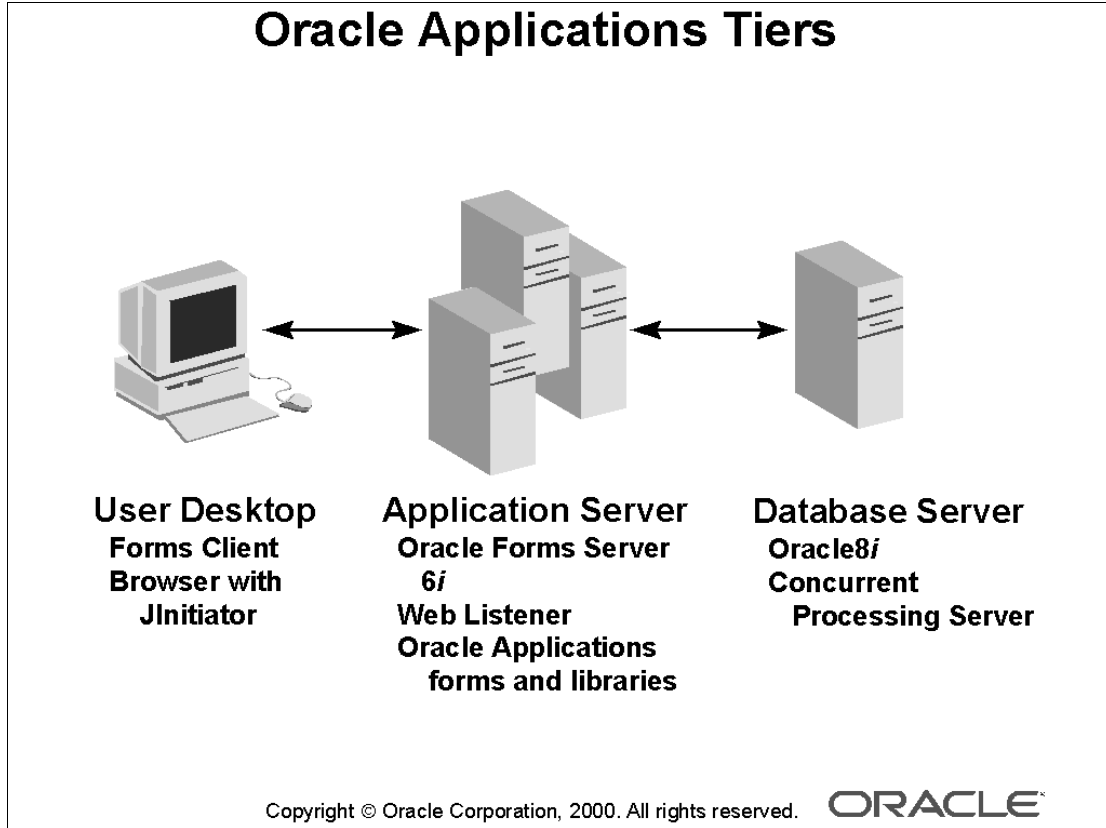 Oracle Applications Tiers
User Desktop
Forms Client
Browser with
JInitiator
Application Server
Oracle Forms Server
6i
Web Listener
Oracle Applications
forms and libraries
Database Server
Oracle8i
Concurrent
Processing Server
Copyright © Oracle Corporation, 2000. All rights reserved.
ORACLE